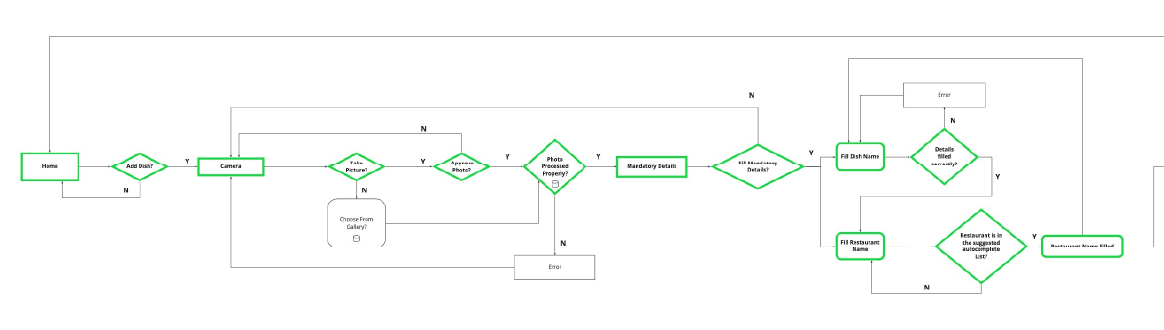 N
Error
N
N
Home
Add Dish?
Y
Camera
Take
Picture?
Y
Approve
Photo?
Y
Photo
Processed
Properly?
Y
Mandatory Details
Fill Mandatory
Details?
Y
Fill Dish Name
Details
filled
correctly?
Y
N
N
Choose From
Gallery?
N
Error
Fill Restaurant
Name
Restaurant is in
the suggested
autocomplete
List?
Y
Restaurant Name Filled
N